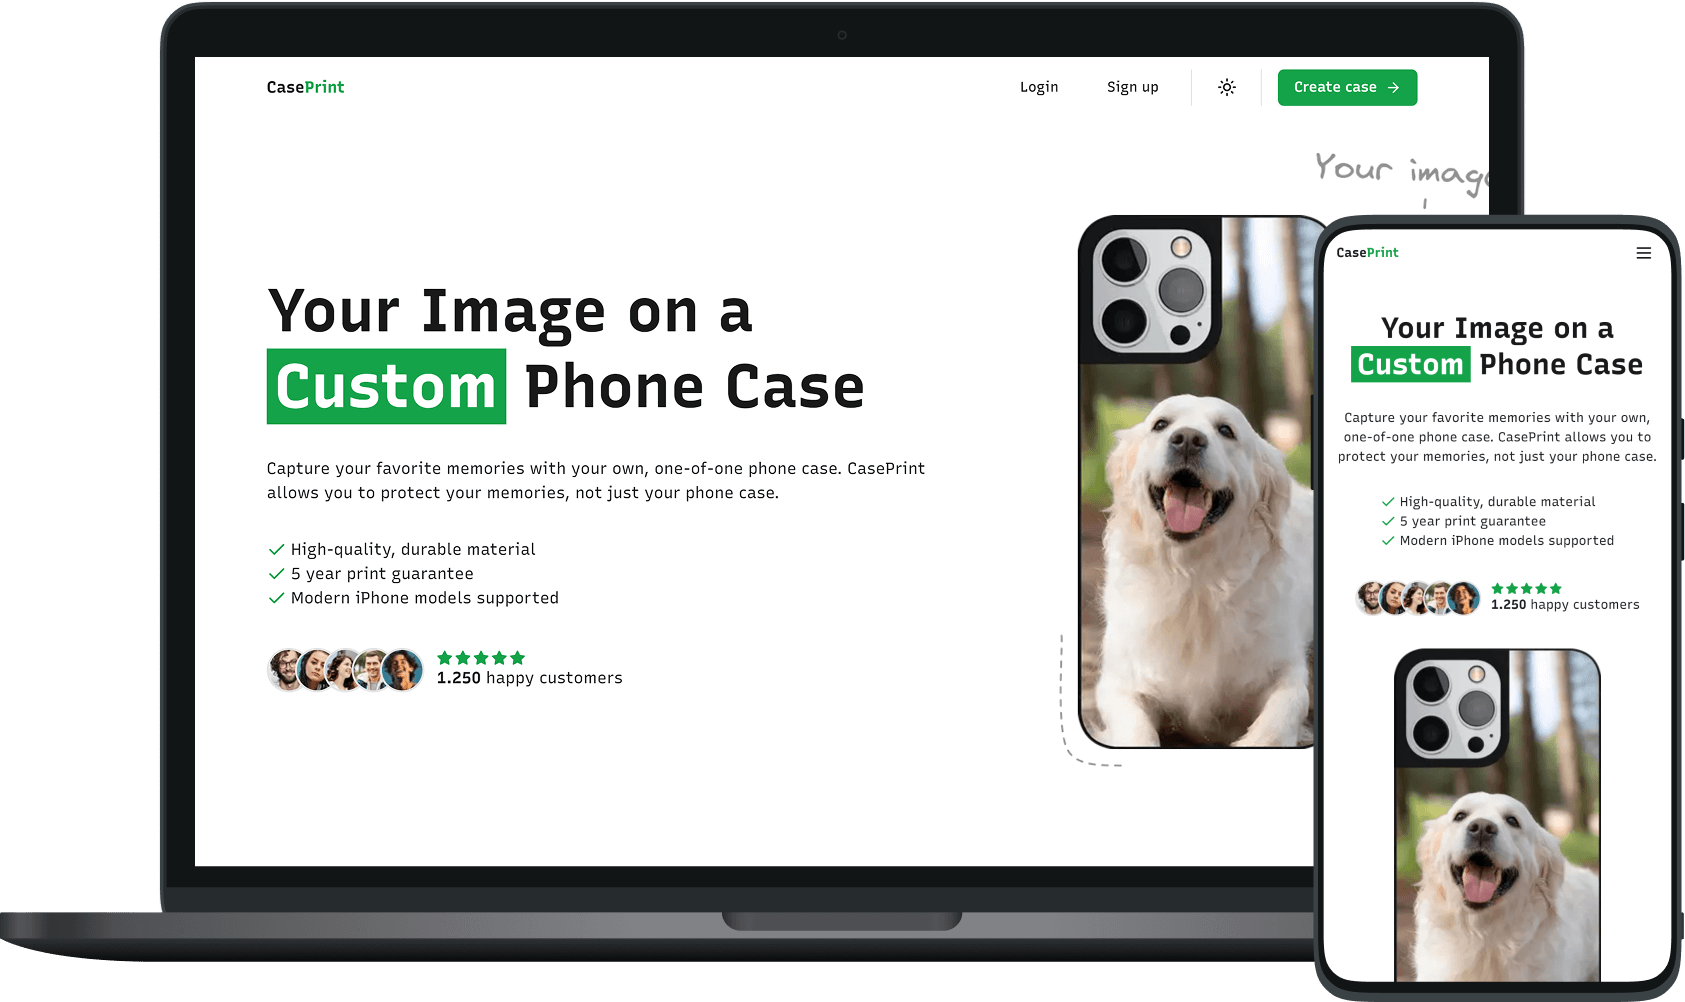 CasePrint
Login
Sign up
Create case →
Your image
Your Image on a
Custom Phone Case
Capture your favorite memories with your own, one-of-one phone case. CasePrint
allows you to protect your memories, not just your phone case.
High-quality, durable material
5 year print guarantee
Modern iPhone models supported
1.250 happy customers
CasePrint
Your Image on a
Custom Phone Case
Capture your favorite memories with your own,
one-of-one phone case. CasePrint allows you to
protect your memories, not just your phone case.
High-quality, durable material
5 year print guarantee
Modern iPhone models supported
1.250 happy customers